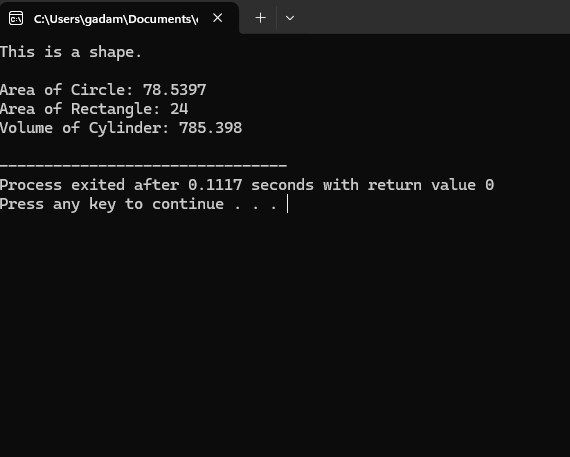 C:\Users\gadam\Documents\
This is a shape.
Area of Circle: 78.5397
Area of Rectangle: 24
Volume of Cylinder: 785.398
--------------------------------
Process exited after 0.1117 seconds with return value 0
Press any key to continue . . .